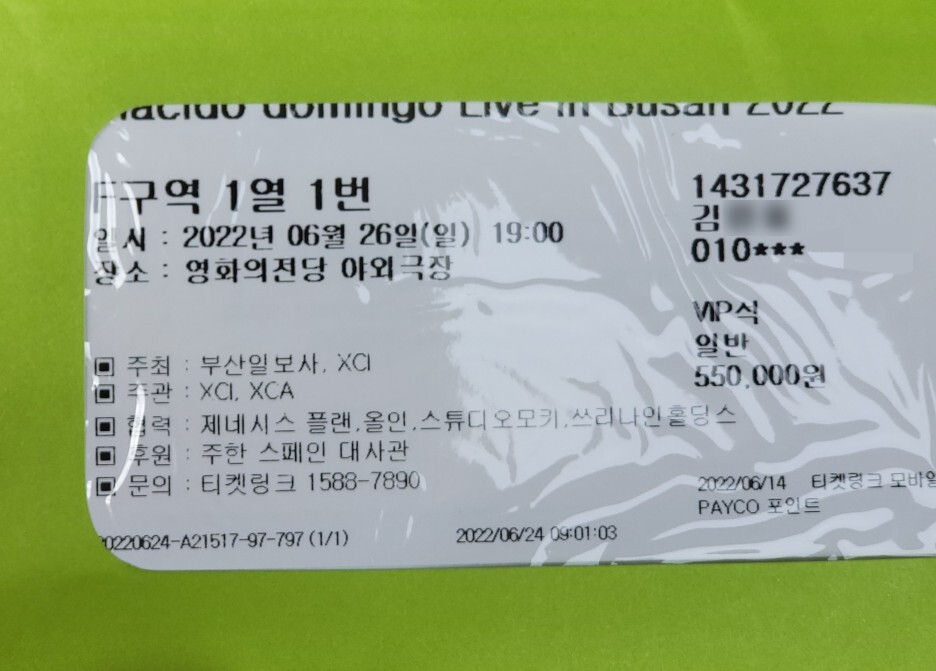 Placido domingo Live in Busan 2022
F구역 1열 1번
일시 : 2022년 06월 26일(일) 19:00
장소 : 영화의전당 야외극장
1431727637
김
010***
VIP석
일반
550,000원
▣ 주최 : 부산일보사, XCI
▣ 주관 : XCI, XCA
▣ 협력 : 제네시스 플랜,올인,스튜디오모키,쓰리나인홀딩스
▣ 후원 : 주한 스페인 대사관
▣ 문의 : 티켓링크 1588-7890
2022/06/14 티켓링크 모바일
PAYCO 포인트
20220624-A21517-97-797 (1/1)
2022/06/24 09:01:03